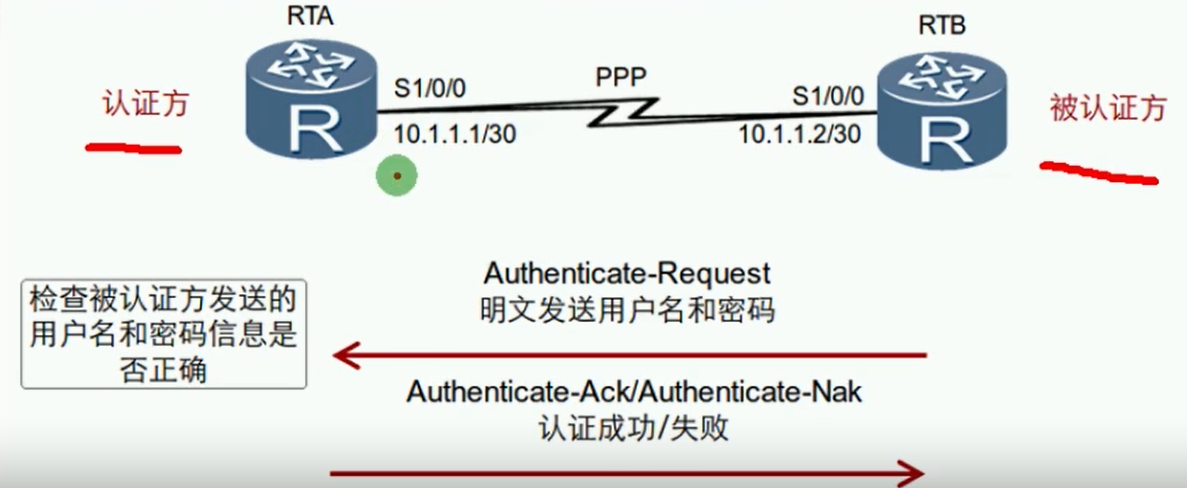 RTA
RTB
认证方
S1/0/0
PPP
S1/0/0
被认证方
R
10.1.1.1/30
10.1.1.2/30
R
Authenticate-Request
明文发送用户名和密码
检查被认证方发送的
用户名和密码信息是
否正确
Authenticate-Ack/Authenticate-Nak
认证成功/失败